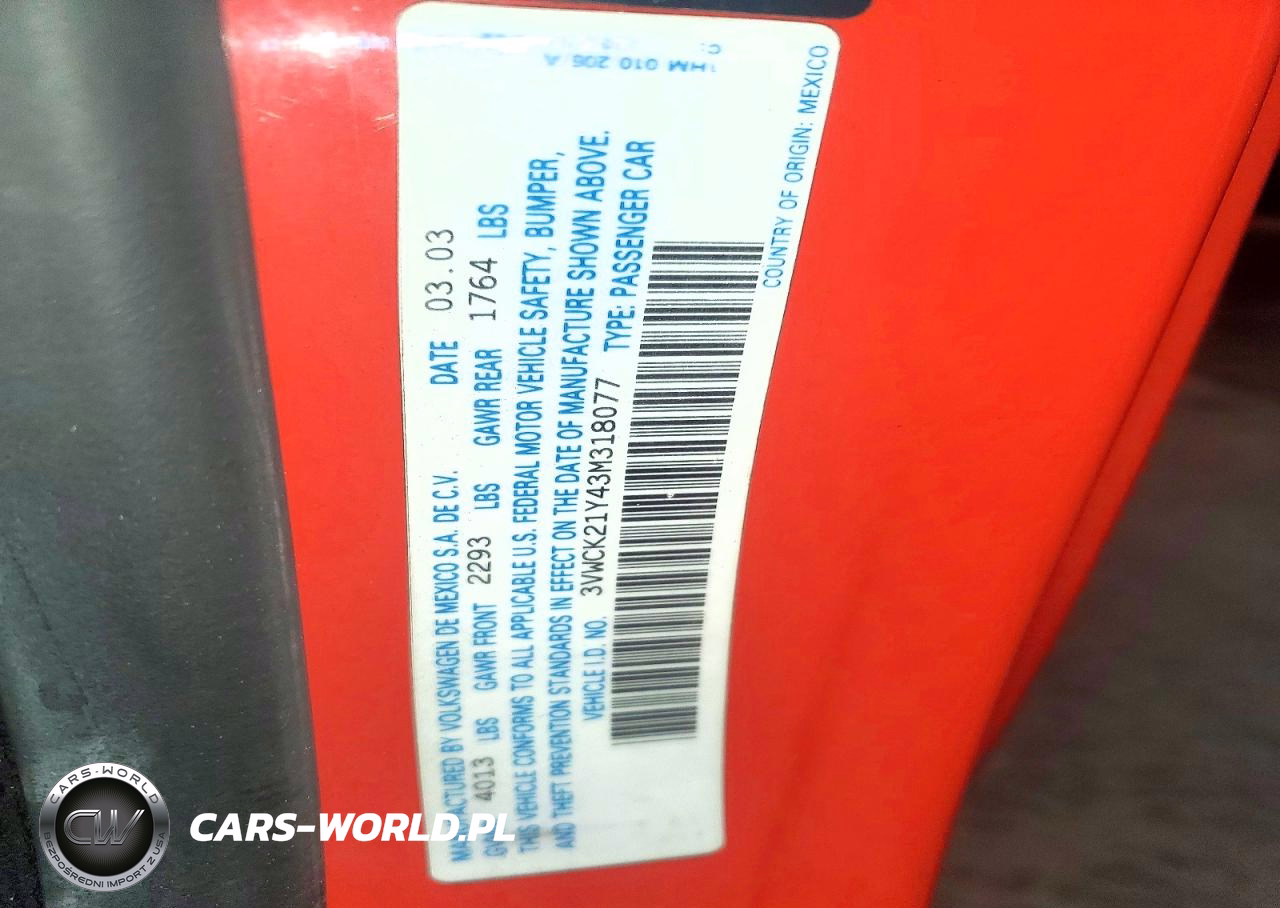 MANUFACTURED BY VOLKSWAGEN DE MEXICO S.A. DE C.V. DATE 03.03
4013 LBS GAWR FRONT 2293 LBS GAWR REAR 1764 LBS
THIS VEHICLE CONFORMS TO ALL APPLICABLE U.S. FEDERAL MOTOR VEHICLE SAFETY, BUMPER,
AND THEFT PREVENTION STANDARDS IN EFFECT ON THE DATE OF MANUFACTURE SHOWN ABOVE.
VEHICLE I.D. NO. 3VWCK21Y43M318077 TYPE: PASSENGER CAR
COUNTRY OF ORIGIN: MEXICO
1HM 010 206 A
CARS-WORLD
CW
BEZPOŚREDNI IMPORT Z USA
CARS-WORLD.PL